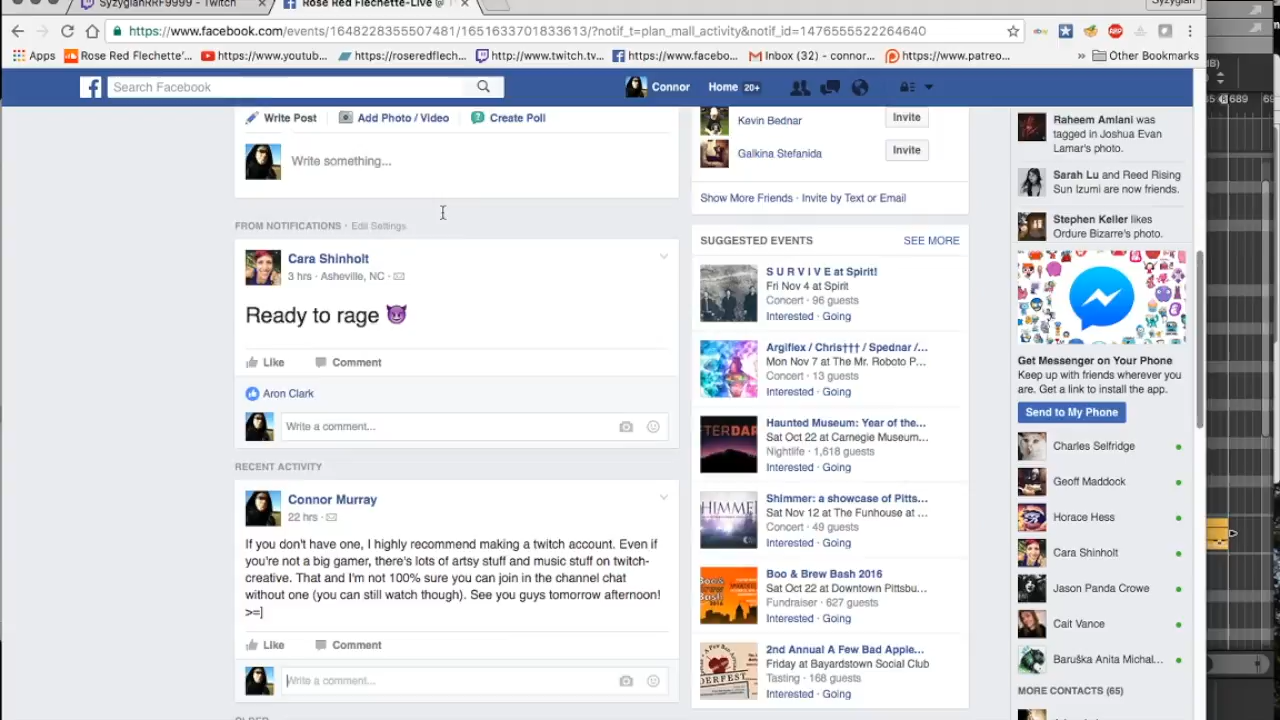 SyzygianRRF9999 - Twitch
Rose Red Flechette-Live @ T
Syzygian
https://www.facebook.com/events/1648228355507481/1651633701833613/?notif_t=plan_mall_activity&notif_id=1476555522264640
Apps
Rose Red Flechette'...
https://www.youtub...
https://roseredflech...
http://www.twitch.tv...
https://www.facebo...
Inbox (2) - connor...
https://www.patreo...
»
Other Bookmarks
Search Facebook
Connor
Home 20+
Write Post
Add Photo / Video
Create Poll
Write something...
FROM NOTIFICATIONS · Edit Settings
Cara Shinholt
3 hrs · Asheville, NC ·
Ready to rage 😈
Like
Comment
Aron Clark
Write a comment...
RECENT ACTIVITY
Connor Murray
22 hrs ·
If you don't have one, I highly recommend making a twitch account. Even if
you're not a big gamer, there's lots of artsy stuff and music stuff on twitch-
creative. That and I'm not 100% sure you can join in the channel chat
without one (you can still watch though). See you guys tomorrow afternoon!
>=]
Like
Comment
Write a comment...
Kevin Bednar
Invite
Galkina Stefanida
Invite
Show More Friends · Invite by Text or Email
SUGGESTED EVENTS
SEE MORE
S U R V I V E at Spirit!
Fri Nov 4 at Spirit
Concert · 96 guests
Interested · Going
Argiflex / Chris††† / Spednar /...
Mon Nov 7 at The Mr. Roboto P...
Concert · 13 guests
Interested · Going
Haunted Museum: Year of the...
Sat Oct 22 at Carnegie Museum...
Nightlife · 1,618 guests
Interested · Going
Shimmer: a showcase of Pitts...
Sat Nov 12 at The Funhouse at ...
Concert · 49 guests
Interested · Going
Boo & Brew Bash 2016
Sat Oct 22 at Downtown Pittsbu...
Fundraiser · 627 guests
Interested · Going
2nd Annual A Few Bad Apple...
Friday at Bayardstown Social Club
Tasting · 168 guests
Interested · Going
Raheem Amlani was
tagged in Joshua Evan
Lamar's photo.
Sarah Lu and Reed Rising
Sun Izumi are now friends.
Stephen Keller likes
Ordure Bizarre's photo.
Get Messenger on Your Phone
Keep up with friends wherever you
are. Get a link to install the app.
Send to My Phone
Charles Selfridge
Geoff Maddock
Horace Hess
Cara Shinholt
Jason Panda Crowe
Cait Vance
Baruška Anita Michal...
MORE CONTACTS (65)